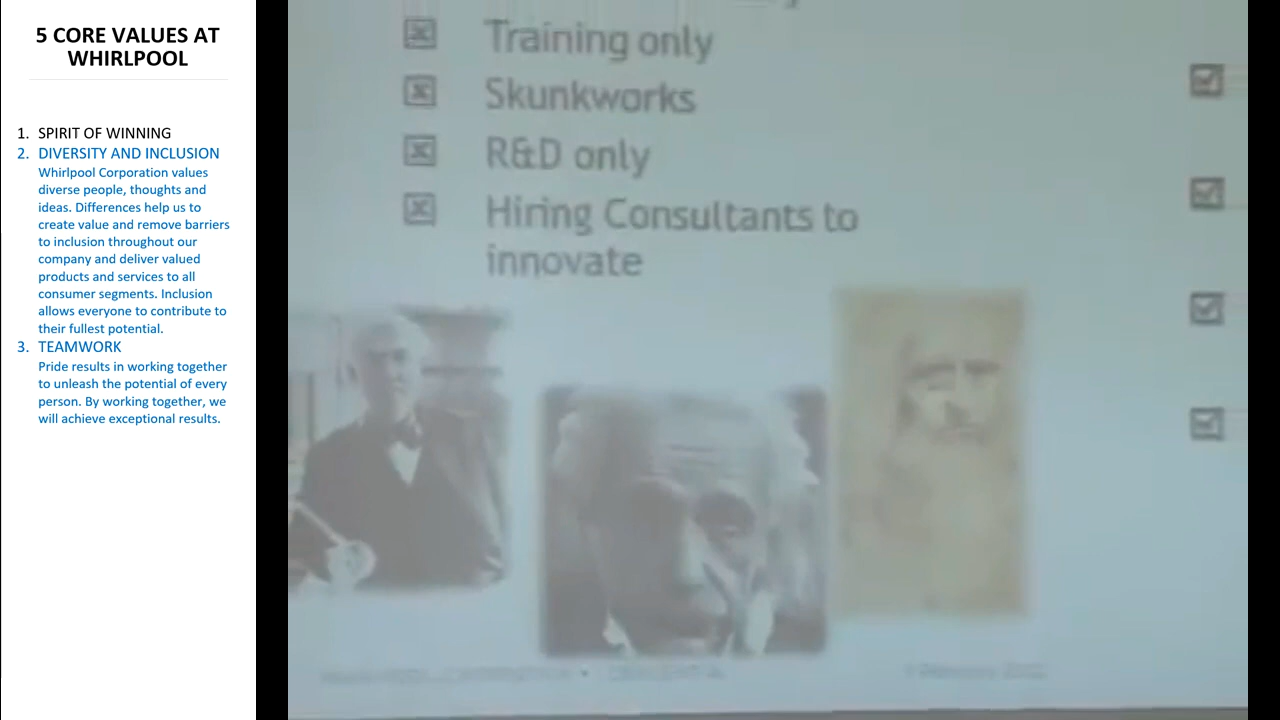 5 CORE VALUES AT
WHIRLPOOL
1. SPIRIT OF WINNING
2. DIVERSITY AND INCLUSION
Whirlpool Corporation values
diverse people, thoughts and
ideas. Differences help us to
create value and remove barriers
to inclusion throughout our
company and deliver valued
products and services to all
consumer segments. Inclusion
allows everyone to contribute to
their fullest potential.
3. TEAMWORK
Pride results in working together
to unleash the potential of every
person. By working together, we
will achieve exceptional results.
Training only
Skunkworks
R&D only
Hiring Consultants to
innovate